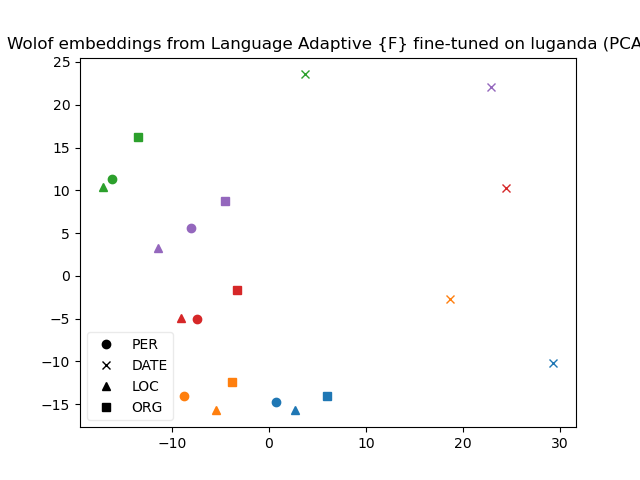 Wolof embeddings from Language Adaptive {F} fine-tuned on luganda (PCA
25
20
15
10
5
0
−5
−10
−15
PER
DATE
LOC
ORG
−10 0 10 20 30